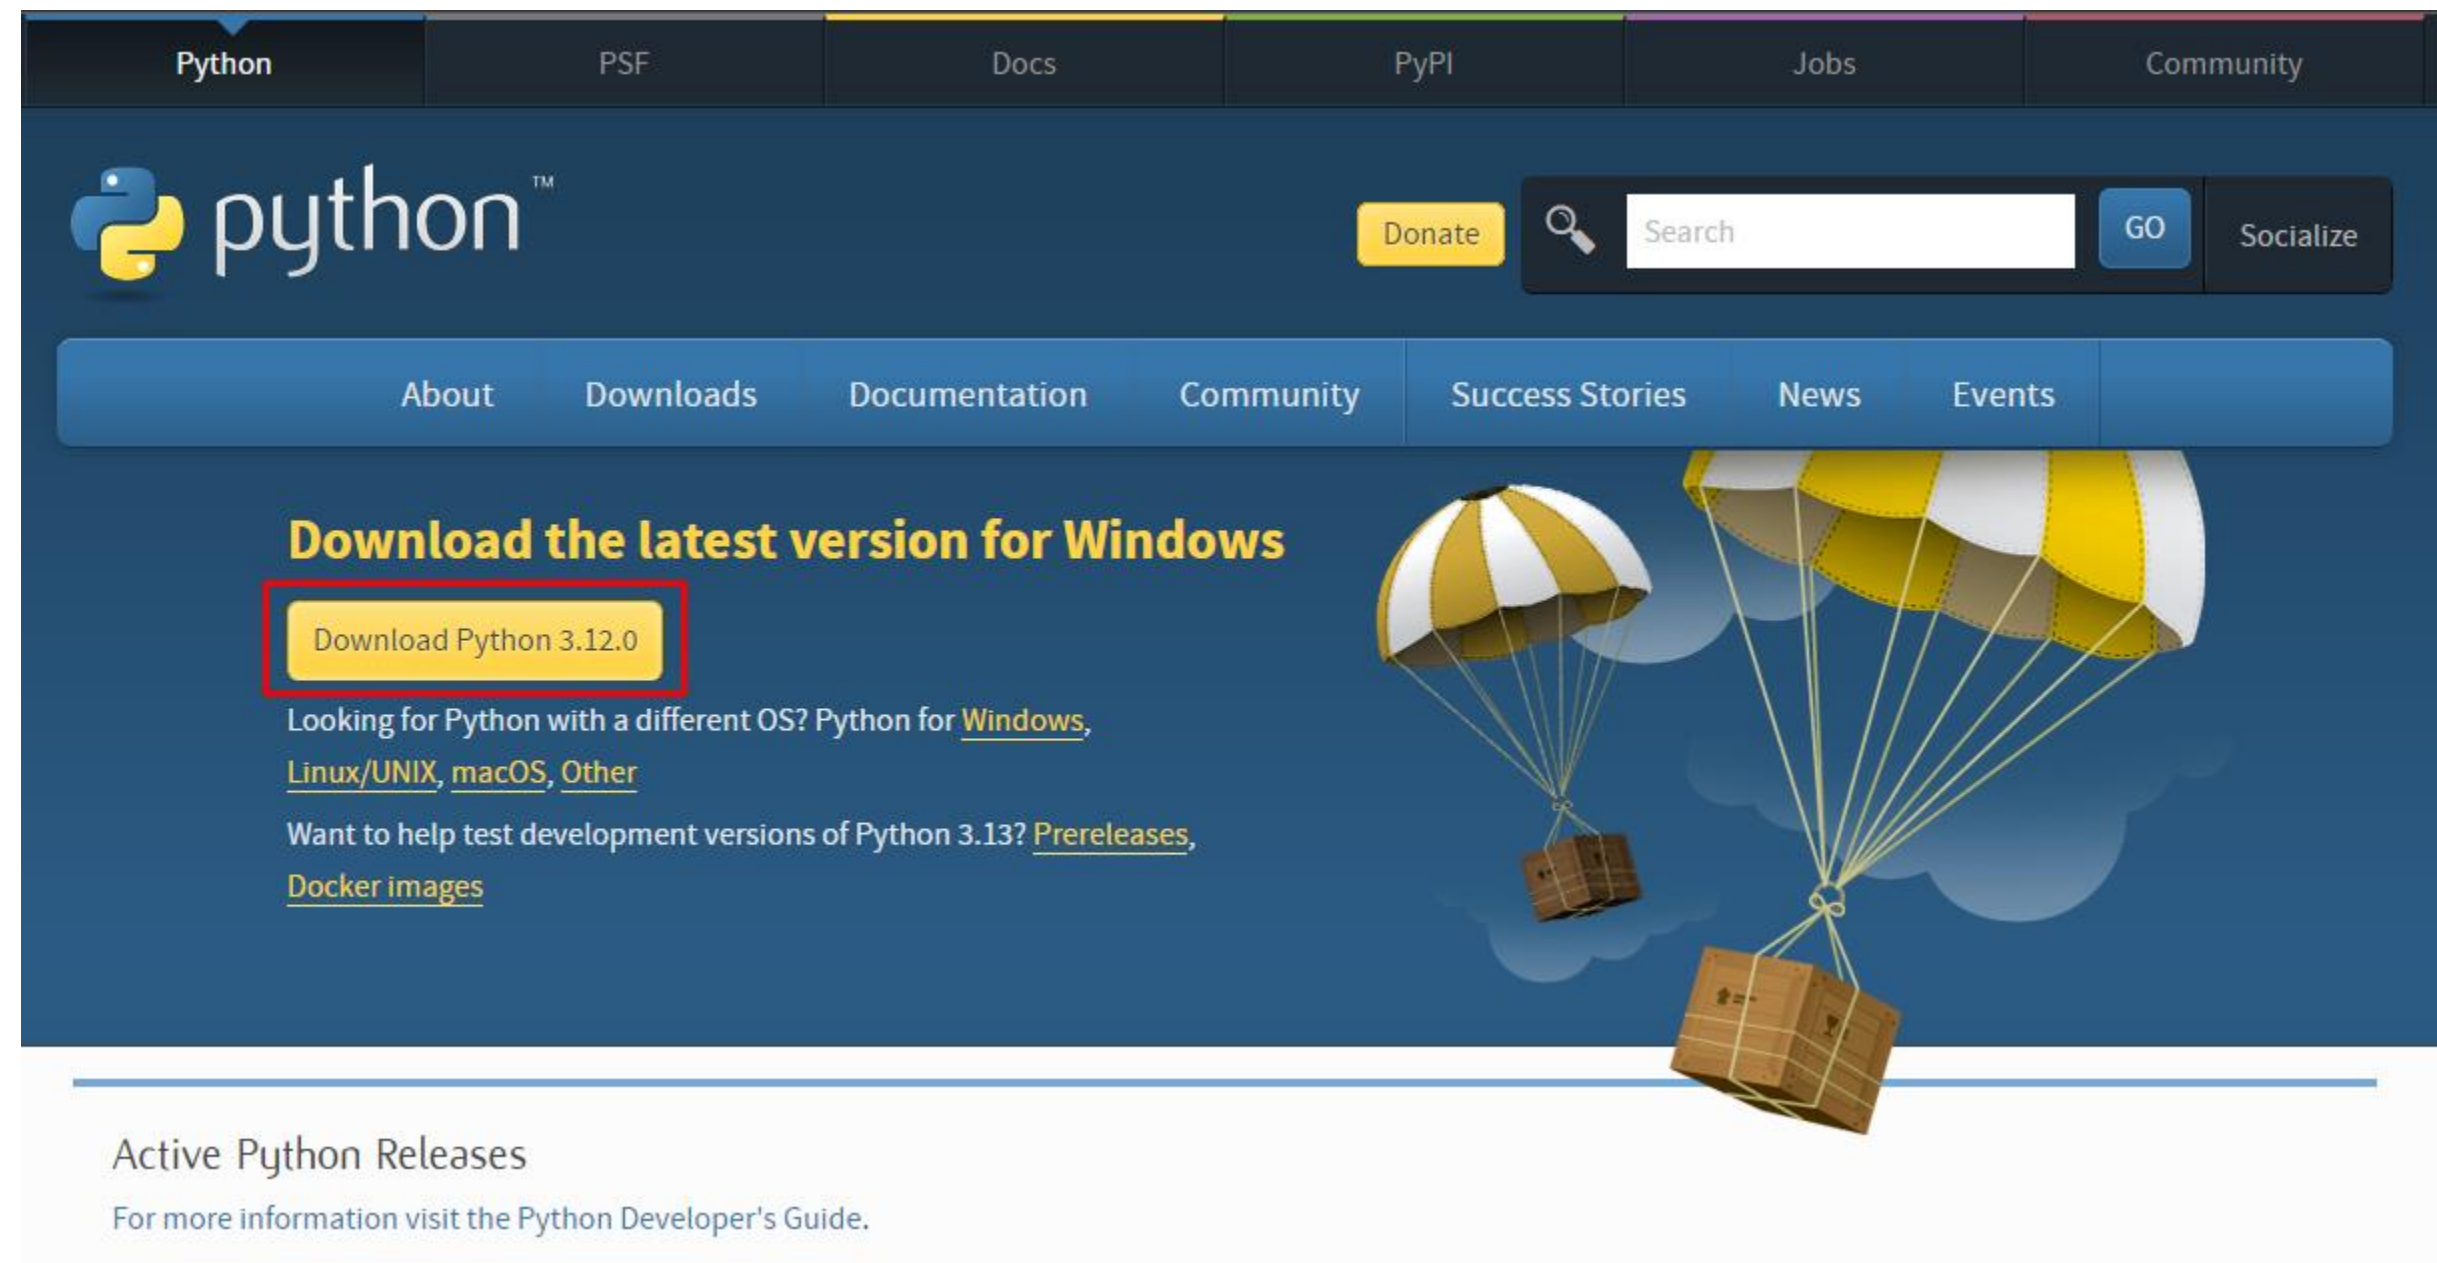 Python PSF Docs PyPI Jobs Community
python™
Donate Search GO Socialize
About Downloads Documentation Community Success Stories News Events
Download the latest version for Windows
Download Python 3.12.0
Looking for Python with a different OS? Python for Windows,
Linux/UNIX, macOS, Other
Want to help test development versions of Python 3.13? Prereleases,
Docker images
Active Python Releases
For more information visit the Python Developer's Guide.